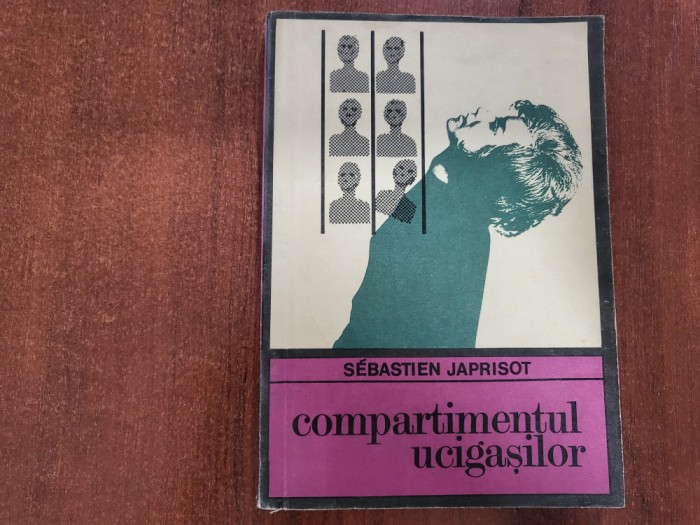 SÉBASTIEN JAPRISOT
compartimentul
ucigașilor